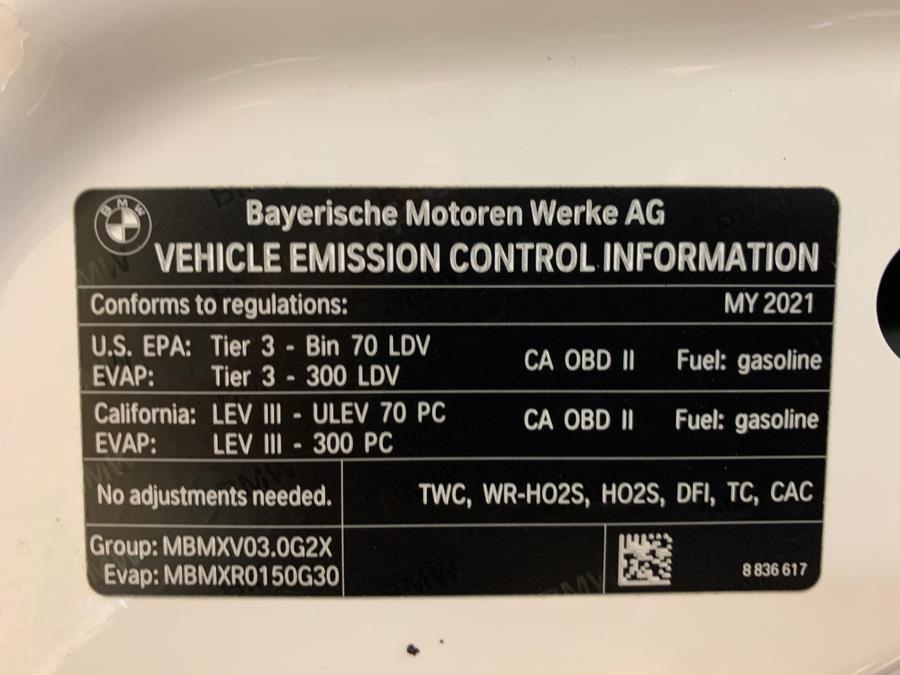 BMW
Bayerische Motoren Werke AG
VEHICLE EMISSION CONTROL INFORMATION
Conforms to regulations: MY 2021
U.S. EPA: Tier 3 - Bin 70 LDV CA OBD II Fuel: gasoline
EVAP: Tier 3 - 300 LDV
California: LEV III - ULEV 70 PC CA OBD II Fuel: gasoline
EVAP: LEV III - 300 PC
No adjustments needed. TWC, WR-HO2S, HO2S, DFI, TC, CAC
Group: MBMXV03.0G2X
Evap: MBMXR0150G30 8 836 617